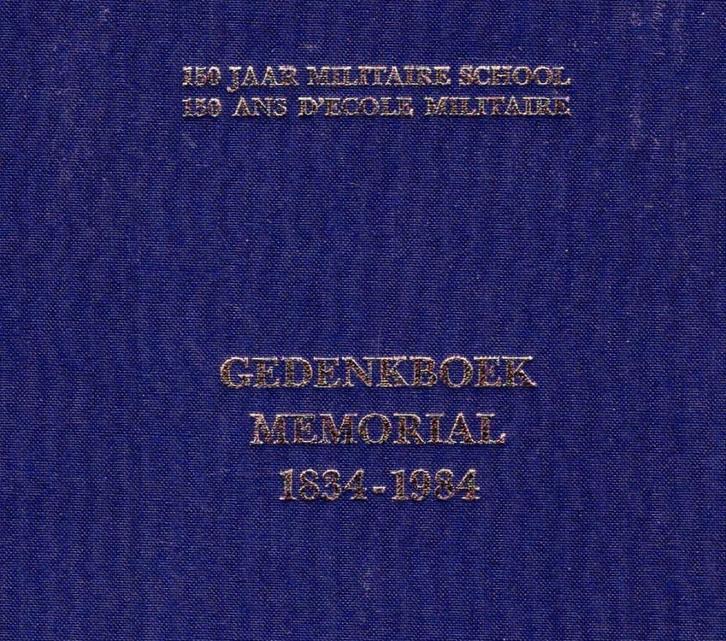 150 JAAR MILITAIRE SCHOOL
150 ANS D'ECOLE MILITAIRE
GEDENKBOEK
MEMORIAL
1834-1984